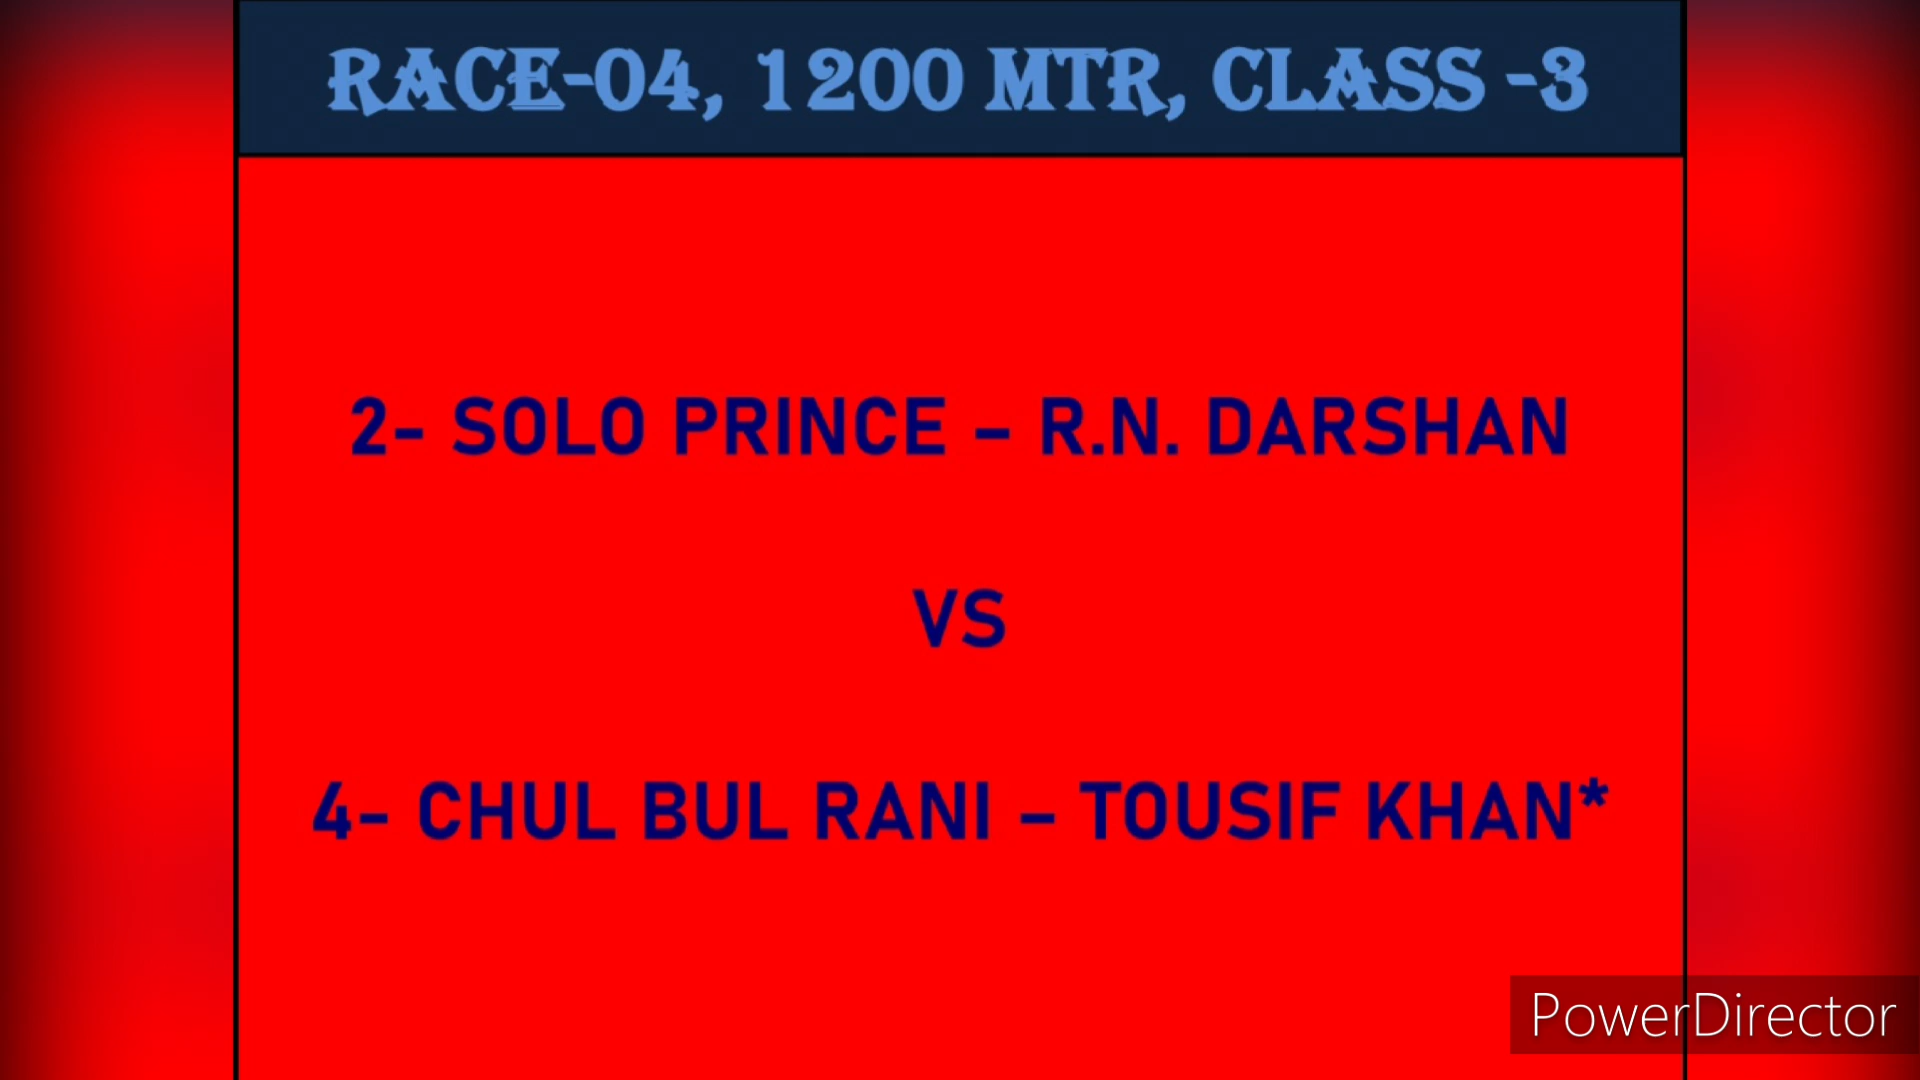 RACE-04, 1200 MTR, CLASS -3
2- SOLO PRINCE – R.N. DARSHAN
VS
4- CHUL BUL RANI – TOUSIF KHAN*
PowerDirector